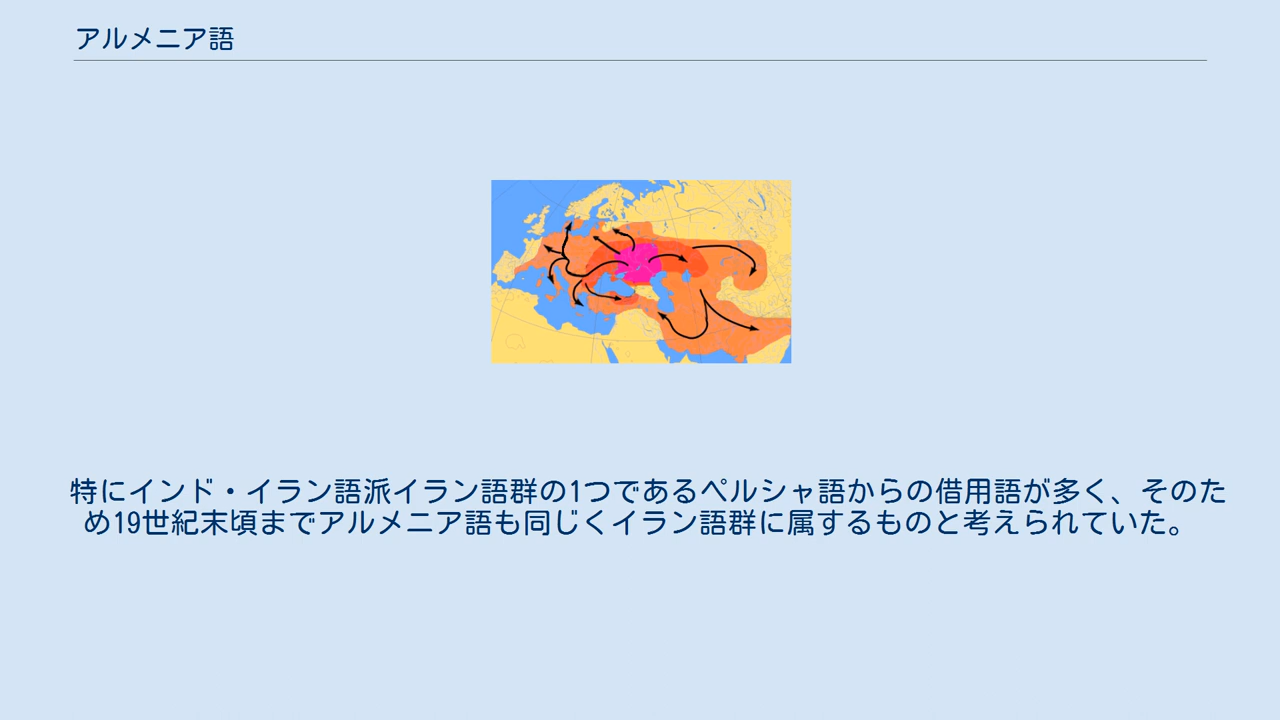 アルメニア語
特にインド・イラン語派イラン語群の1つであるペルシャ語からの借用語が多く、そのた
め19世紀末頃までアルメニア語も同じくイラン語群に属するものと考えられていた。